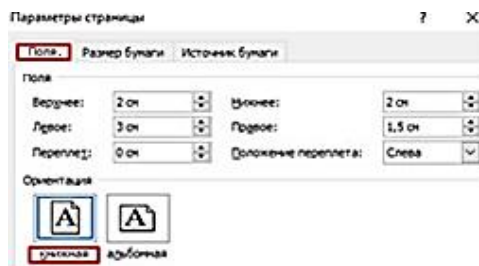 Параметры страницы ? ×
Поля. Размер бумаги Источник бумаги
Поля
Верхнее: 2 см Нижнее: 2 см
Левое: 3 см Правое: 1,5 см
Переплет: 0 см Положение переплета: Слева
Ориентация
A A
книжная альбомная